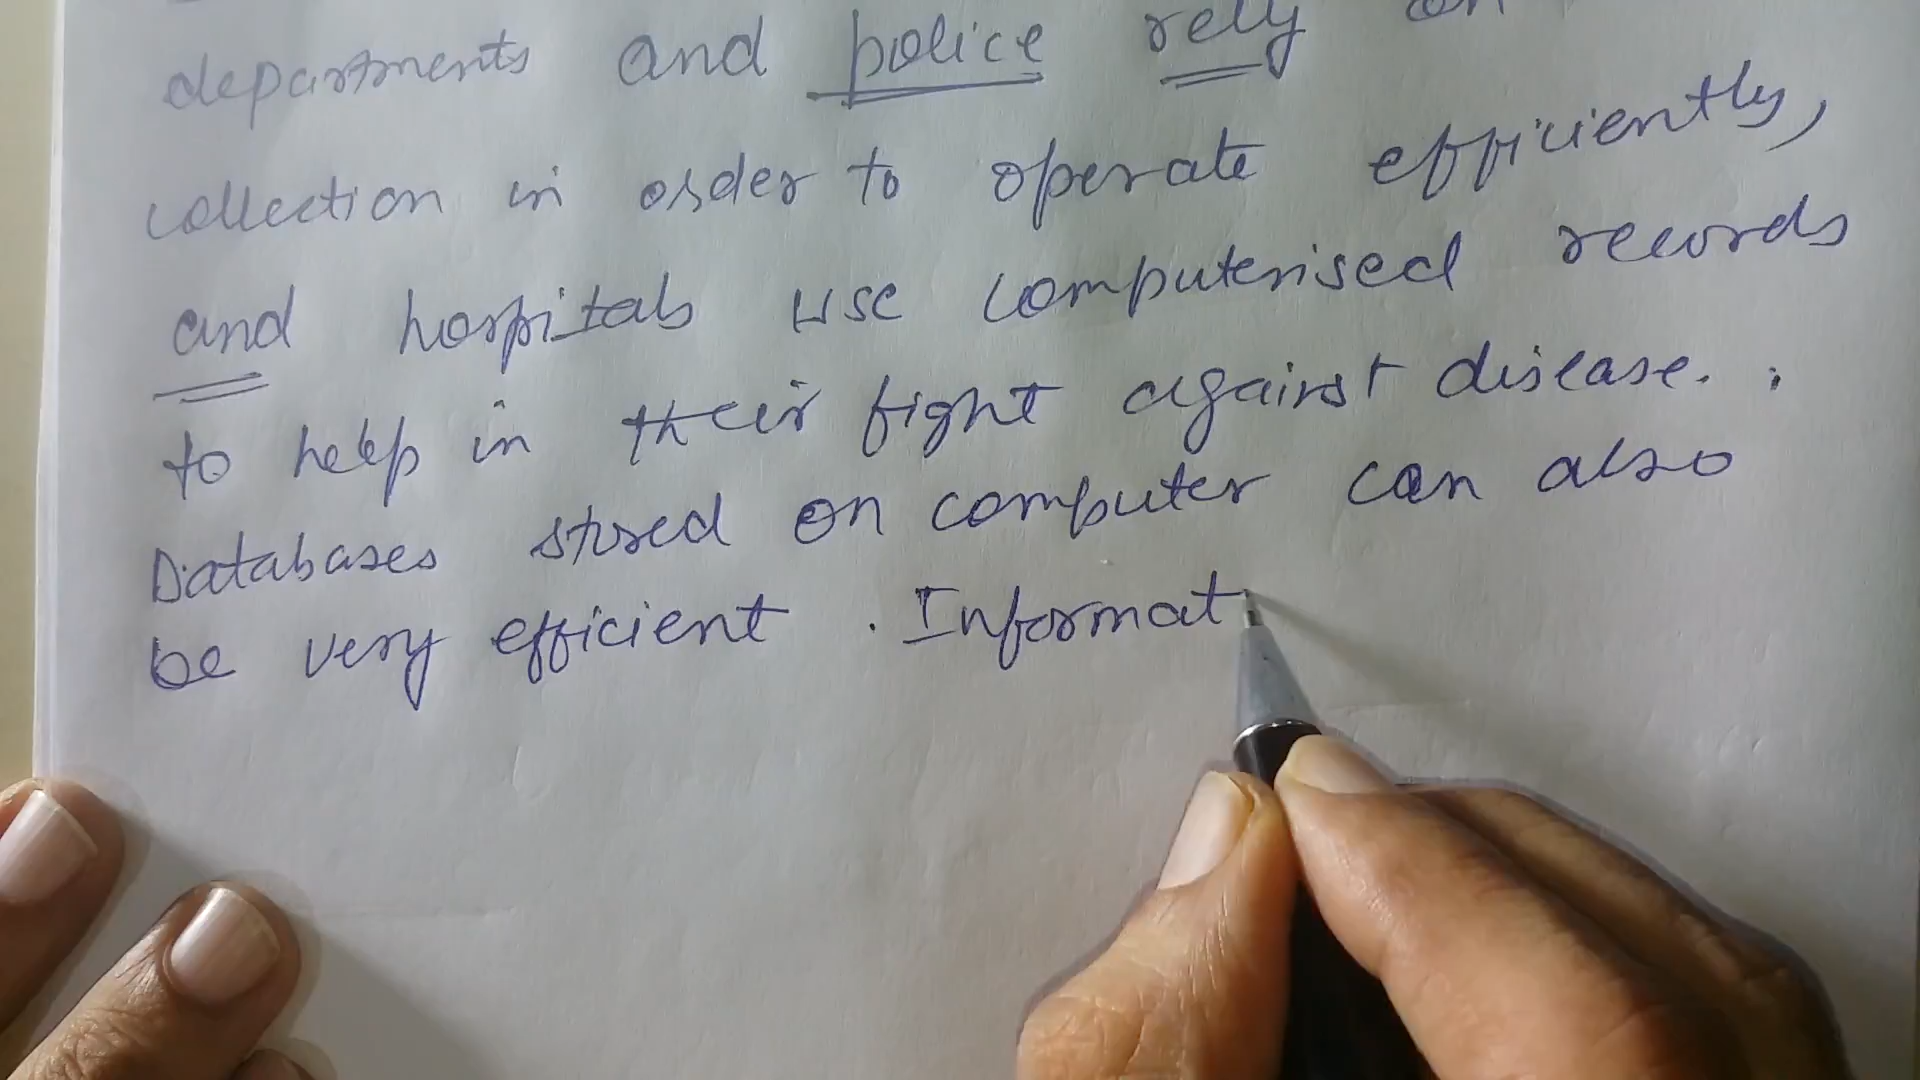 departments and police rely on
collection in order to operate efficiently,
and hospitals use computerised records
to help in their fight against disease.
Databases stored on computer can also
be very efficient. Informat